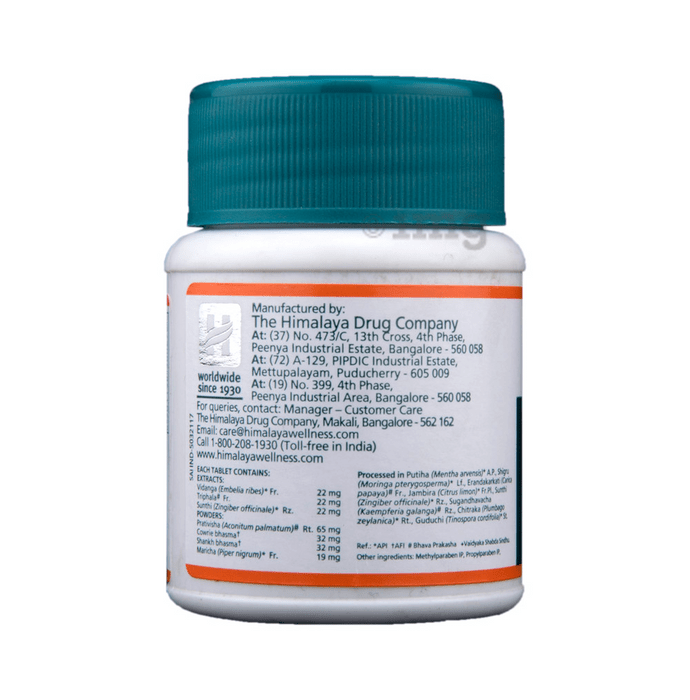 1mg
H
worldwide
since 1930
Manufactured by:
The Himalaya Drug Company
At: (37) No. 473/C, 13th Cross, 4th Phase,
Peenya Industrial Estate, Bangalore - 560 058
At: (72) A-129, PIPDIC Industrial Estate,
Mettupalayam, Puducherry - 605 009
At: (19) No. 399, 4th Phase,
Peenya Industrial Area, Bangalore - 560 058
For queries, contact: Manager – Customer Care
The Himalaya Drug Company, Makali, Bangalore - 562 162
Email: care@himalayawellness.com
Call 1-800-208-1930 (Toll-free in India)
www.himalayawellness.com
SAI/IND-5032117
EACH TABLET CONTAINS:
EXTRACTS:
Vidanga (Embelia ribes)* Fr. 22 mg
Triphala# Fr. 22 mg
Sunthi (Zingiber officinale)* Rz. 22 mg
POWDERS:
Prativisha (Aconitum palmatum)# Rt. 65 mg
Cowrie bhasma† 32 mg
Shankh bhasma† 32 mg
Maricha (Piper nigrum)* Fr. 19 mg
Processed in Putiha (Mentha arvensis)* A.P., Shigru
(Moringa pterygosperma)* Lf., Erandakarkati (Carica
papaya)# Fr., Jambira (Citrus limon)* Fr.Pl., Sunthi
(Zingiber officinale)* Rz., Sugandhavacha
(Kaempferia galanga)# Rz., Chitraka (Plumbago
zeylanica)* Rt., Guduchi (Tinospora cordifolia)* St.
Ref.: *API †AFI # Bhava Prakasha +Vaidyaka Shabda Sindhu.
Other ingredients: Methylparaben IP, Propylparaben IP.